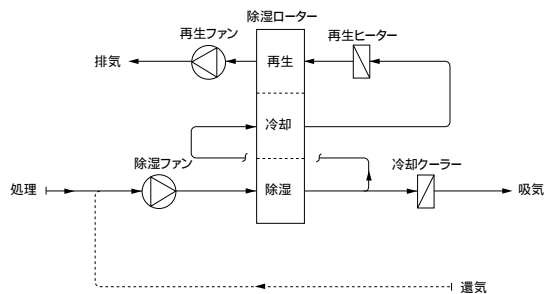 除湿ローター
再生ファン
再生ヒーター
排気
再生
冷却
除湿ファン
冷却クーラー
処理
除湿
吸気
還気